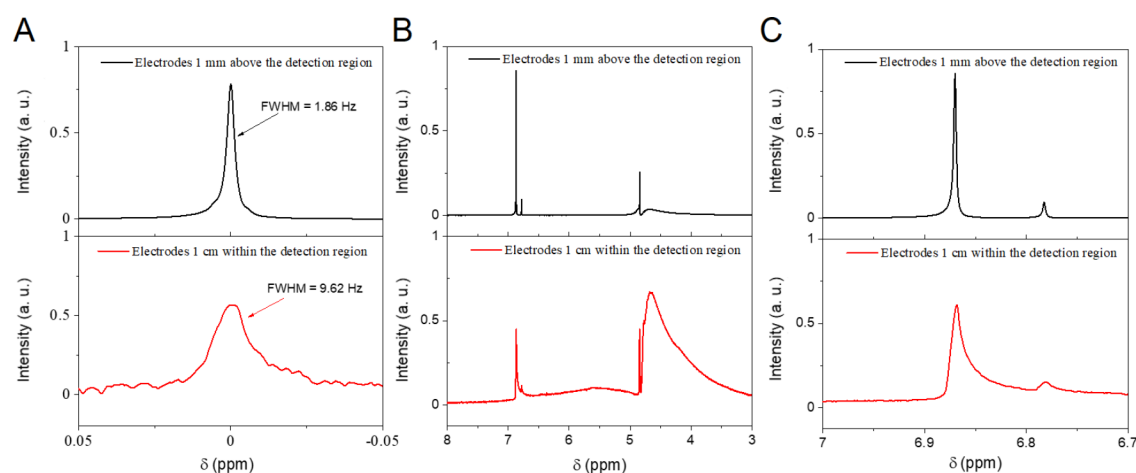 A
Intensity (a. u.)
1
0.5
0
Electrodes 1 mm above the detection region
FWHM = 1.86 Hz
Intensity (a. u.)
1
0.5
0
Electrodes 1 cm within the detection region
FWHM = 9.62 Hz
0.05
0
-0.05
δ (ppm)
B
Intensity (a. u.)
1
0.5
0
Electrodes 1 mm above the detection region
Intensity (a. u.)
1
0.5
0
Electrodes 1 cm within the detection region
8
7
6
5
4
3
δ (ppm)
C
Intensity (a. u.)
1
0.5
0
Electrodes 1 mm above the detection region
Intensity (a. u.)
1
0.5
0
Electrodes 1 cm within the detection region
7
6.9
6.8
6.7
δ (ppm)